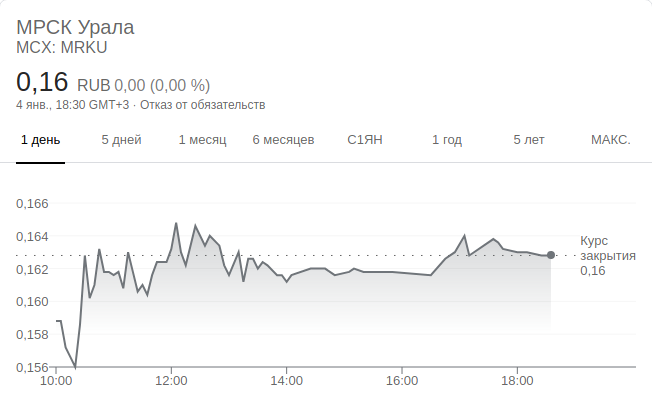 МРСК Урала
MCX: MRKU
0,16 RUB 0,00 (0,00 %)
4 янв., 18:30 GMT+3 · Отказ от обязательств
1 день 5 дней 1 месяц 6 месяцев С1ЯН 1 год 5 лет МАКС.
0,166
0,164
Курс
закрытия
0,16
0,162
0,160
0,158
0,156
10:00 12:00 14:00 16:00 18:00